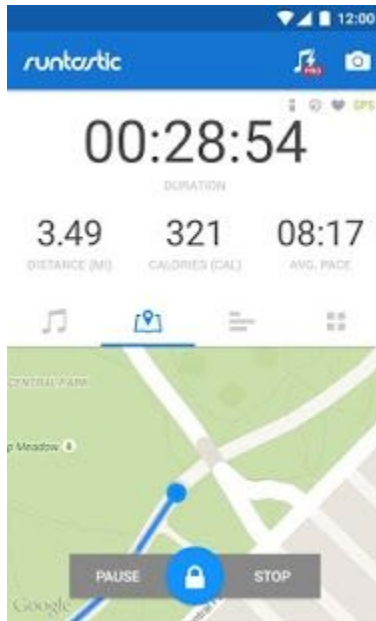 12:00
runtastic
PRO
GPS
00:28:54
DURATION
3.49 321 08:17
DISTANCE (MI) CALORIES (CAL) AVG. PACE
CENTRAL PARK
p Meadow
PAUSE STOP
Google